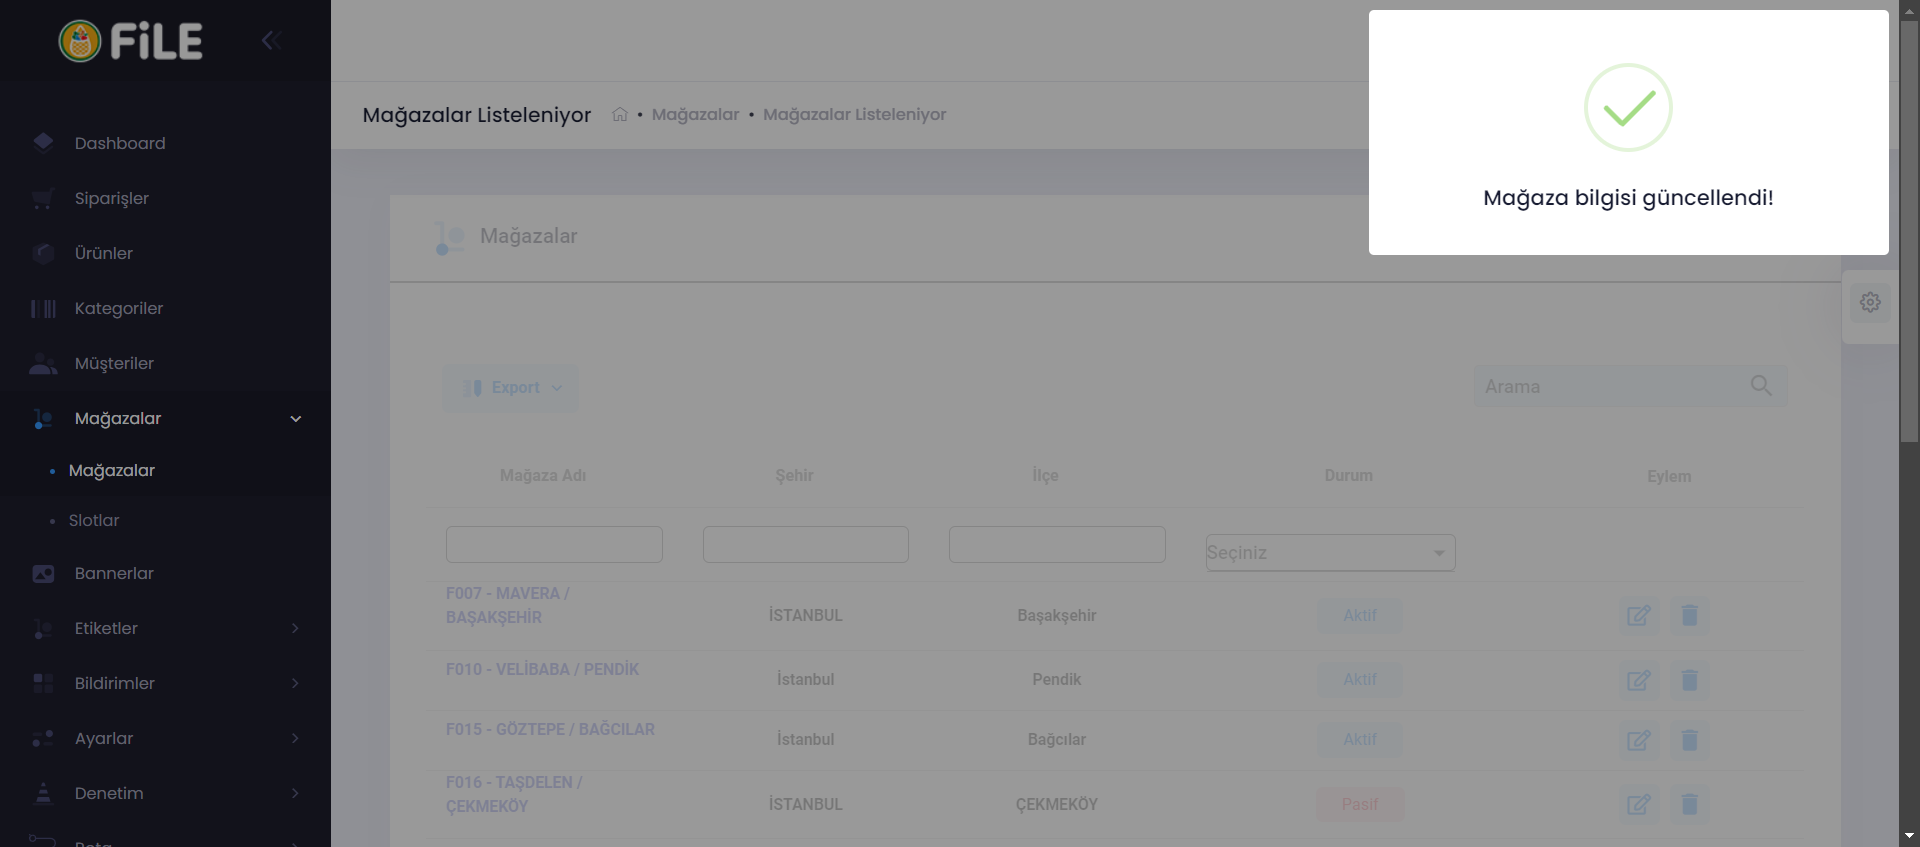 FiLE
Dashboard
Siparişler
Ürünler
Kategoriler
Müşteriler
Mağazalar
Mağazalar
Slotlar
Bannerlar
Etiketler
Bildirimler
Ayarlar
Denetim
Rota
Mağazalar Listeleniyor • Mağazalar • Mağazalar Listeleniyor
Mağaza bilgisi güncellendi!
Mağazalar
Export
Arama
Mağaza Adı Şehir İlçe Durum Eylem
Seçiniz
F007 - MAVERA /
BAŞAKŞEHİR İSTANBUL Başakşehir Aktif
F010 - VELİBABA / PENDİK İstanbul Pendik Aktif
F015 - GÖZTEPE / BAĞCILAR İstanbul Bağcılar Aktif
F016 - TAŞDELEN /
ÇEKMEKÖY İSTANBUL ÇEKMEKÖY Pasif